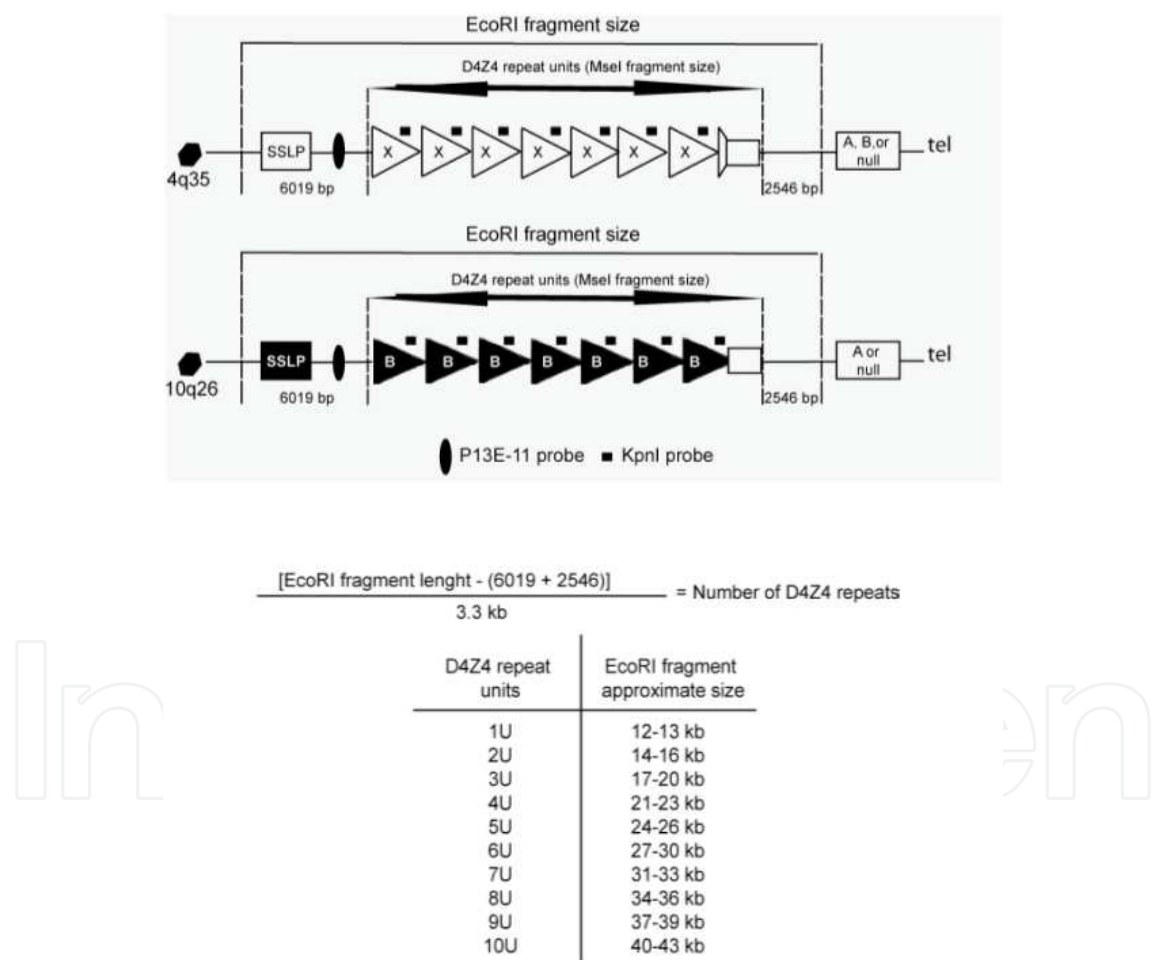 EcoRI fragment size
D4Z4 repeat units (MseI fragment size)
4q35
SSLP
X X X X X X X
A, B,or
null
tel
6019 bp
2546 bp
EcoRI fragment size
D4Z4 repeat units (MseI fragment size)
10q26
SSLP
B B B B B B B
A or
null
tel
6019 bp
2546 bp
P13E-11 probe KpnI probe
[EcoRI fragment lenght - (6019 + 2546)]
3.3 kb
= Number of D4Z4 repeats
D4Z4 repeat
units
EcoRI fragment
approximate size
1U 12-13 kb
2U 14-16 kb
3U 17-20 kb
4U 21-23 kb
5U 24-26 kb
6U 27-30 kb
7U 31-33 kb
8U 34-36 kb
9U 37-39 kb
10U 40-43 kb